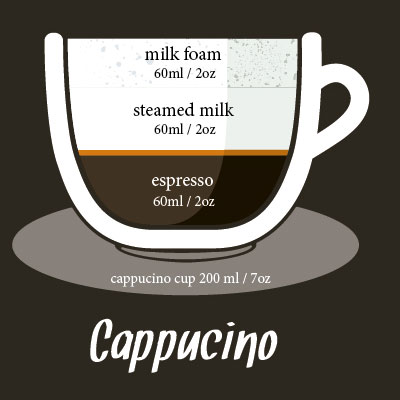 milk foam
60ml / 2oz
steamed milk
60ml / 2oz
espresso
60ml / 2oz
cappucino cup 200 ml / 7oz
Cappucino